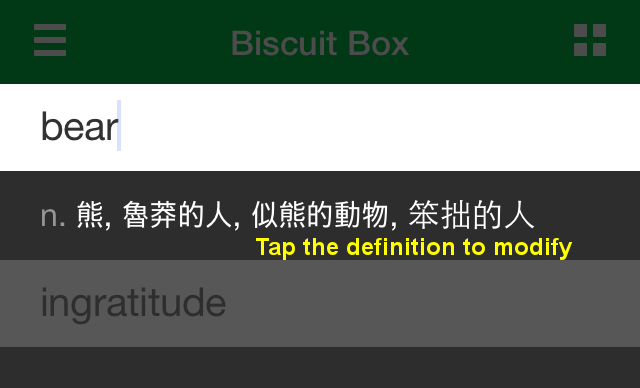 Biscuit Box
bear
n. 熊, 魯莽的人, 似熊的動物, 笨拙的人
Tap the definition to modify
ingratitude